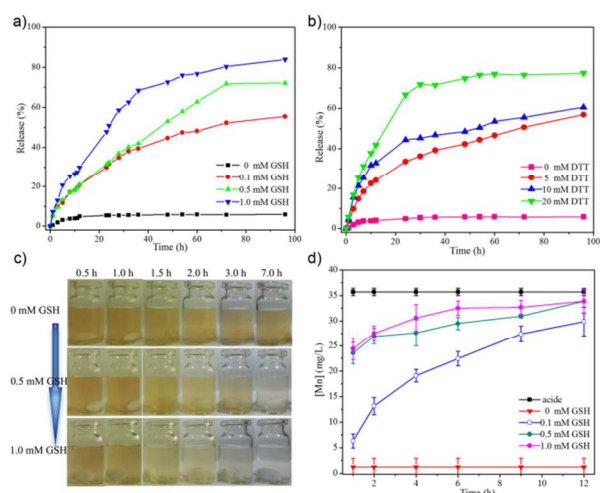 a)
Release (%)
100
80
60
40
20
0
0 mM GSH
0.1 mM GSH
0.5 mM GSH
1.0 mM GSH
0 20 40 60 80 100
Time (h)
b)
Release (%)
100
80
60
40
20
0
0 mM DTT
5 mM DTT
10 mM DTT
20 mM DTT
0 20 40 60 80 100
Time (h)
c)
0.5 h 1.0 h 1.5 h 2.0 h 3.0 h 7.0 h
0 mM GSH
0.5 mM GSH
1.0 mM GSH
d)
[Mn] (mg/L)
40
35
30
25
20
15
10
5
0
acide
0 mM GSH
0.1 mM GSH
0.5 mM GSH
1.0 mM GSH
2 4 6 8 10 12
Time (h)